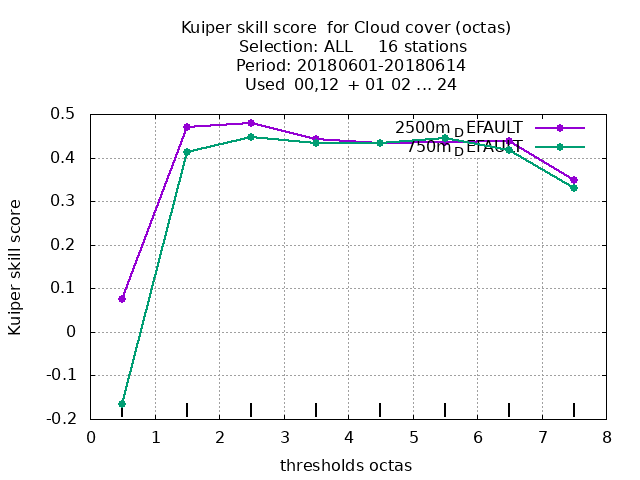 Kuiper skill score  for Cloud cover (octas)
Selection: ALL     16 stations
Period: 20180601-20180614
Used  00,12  + 01 02 ... 24
2500m_DEFAULT
750m_DEFAULT
0.5
0.4
0.3
0.2
0.1
0
-0.1
-0.2
Kuiper skill score
0 1 2 3 4 5 6 7 8
thresholds octas